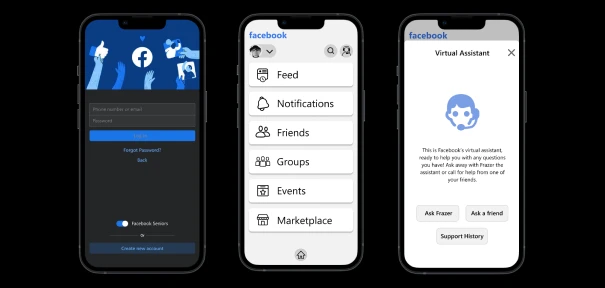 Phone number or email
Password
Log In
Forgot Password?
Back
Facebook Seniors
Or
Create new account
facebook
Feed
Notifications
Friends
Groups
Events
Marketplace
facebook
Virtual Assistant
This is Facebook's virtual assistant,
ready to help you with any questions
you have! Ask away with Frazer the
assistant or call for help from one of
your friends.
Ask Frazer
Ask a friend
Support History